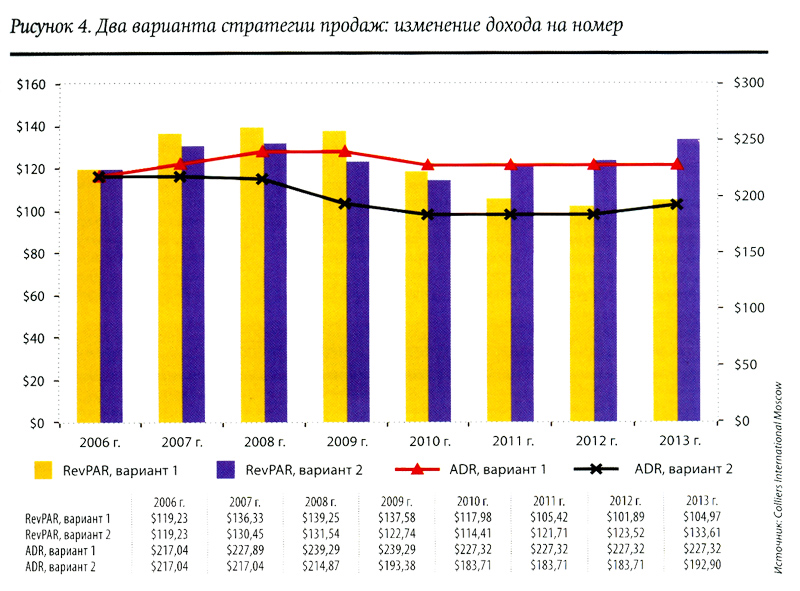 Рисунок 4. Два варианта стратегии продаж: изменение дохода на номер
$160
$140
$120
$100
$80
$60
$40
$20
$0
$300
$250
$200
$150
$100
$50
$0
2006 г. 2007 г. 2008 г. 2009 г. 2010 г. 2011 г. 2012 г. 2013 г.
RevPAR, вариант 1 RevPAR, вариант 2 ADR, вариант 1 ADR, вариант 2
2006 г. 2007 г. 2008 г. 2009 г. 2010 г. 2011 г. 2012 г. 2013 г.
RevPAR, вариант 1 $119,23 $136,33 $139,25 $137,58 $117,98 $105,42 $101,89 $104,97
RevPAR, вариант 2 $119,23 $130,45 $131,54 $122,74 $114,41 $121,71 $123,52 $133,61
ADR, вариант 1 $217,04 $227,89 $239,29 $239,29 $227,32 $227,32 $227,32 $227,32
ADR, вариант 2 $217,04 $217,04 $214,87 $193,38 $183,71 $183,71 $183,71 $192,90
Источник: Colliers International Moscow